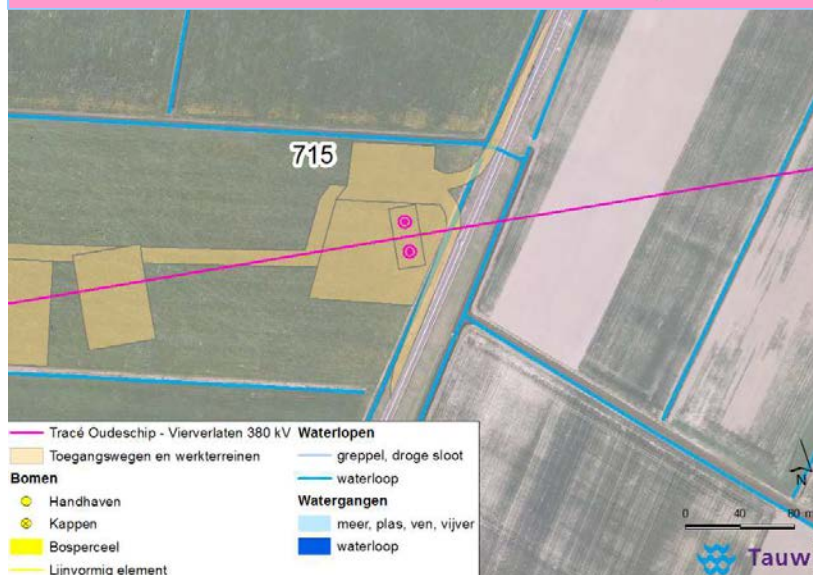 715
Tracé Oudeschip - Vierverlaten 380 kV
Toegangswegen en werkterreinen
Bomen
Handhaven
Kappen
Bosperceel
Lijnvormig element
Waterlopen
greppel, droge sloot
waterloop
Watergangen
meer, plas, ven, vijver
waterloop
N
0 40 80 m
Tauw